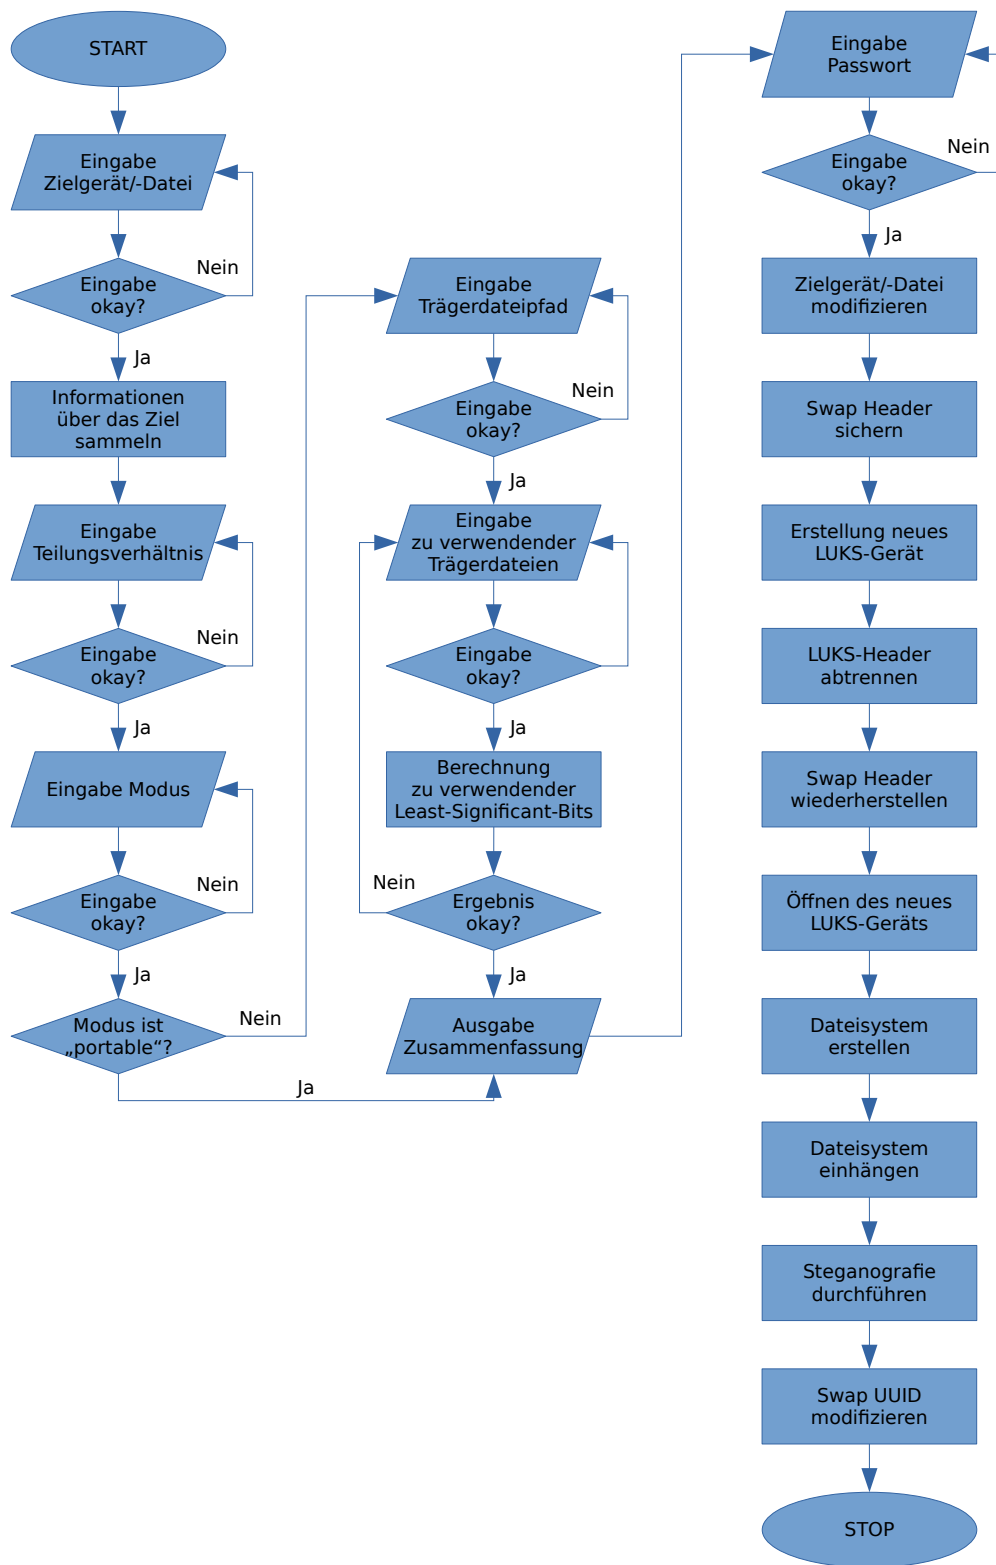 START
Eingabe
Zielgerät/-Datei
Nein
Eingabe
okay?
Ja
Informationen
über das Ziel
sammeln
Eingabe
Teilungsverhältnis
Nein
Eingabe
okay?
Ja
Eingabe Modus
Nein
Eingabe
okay?
Ja
Modus ist
„portable“?
Nein
Ja
Eingabe
Trägerdateipfad
Nein
Eingabe
okay?
Ja
Eingabe
zu verwendender
Trägerdateien
Eingabe
okay?
Ja
Berechnung
zu verwendender
Least-Significant-Bits
Nein
Ergebnis
okay?
Ja
Ausgabe
Zusammenfassung
Eingabe
Passwort
Nein
Eingabe
okay?
Ja
Zielgerät/-Datei
modifizieren
Swap Header
sichern
Erstellung neues
LUKS-Gerät
LUKS-Header
abtrennen
Swap Header
wiederherstellen
Öffnen des neues
LUKS-Geräts
Dateisystem
erstellen
Dateisystem
einhängen
Steganografie
durchführen
Swap UUID
modifizieren
STOP